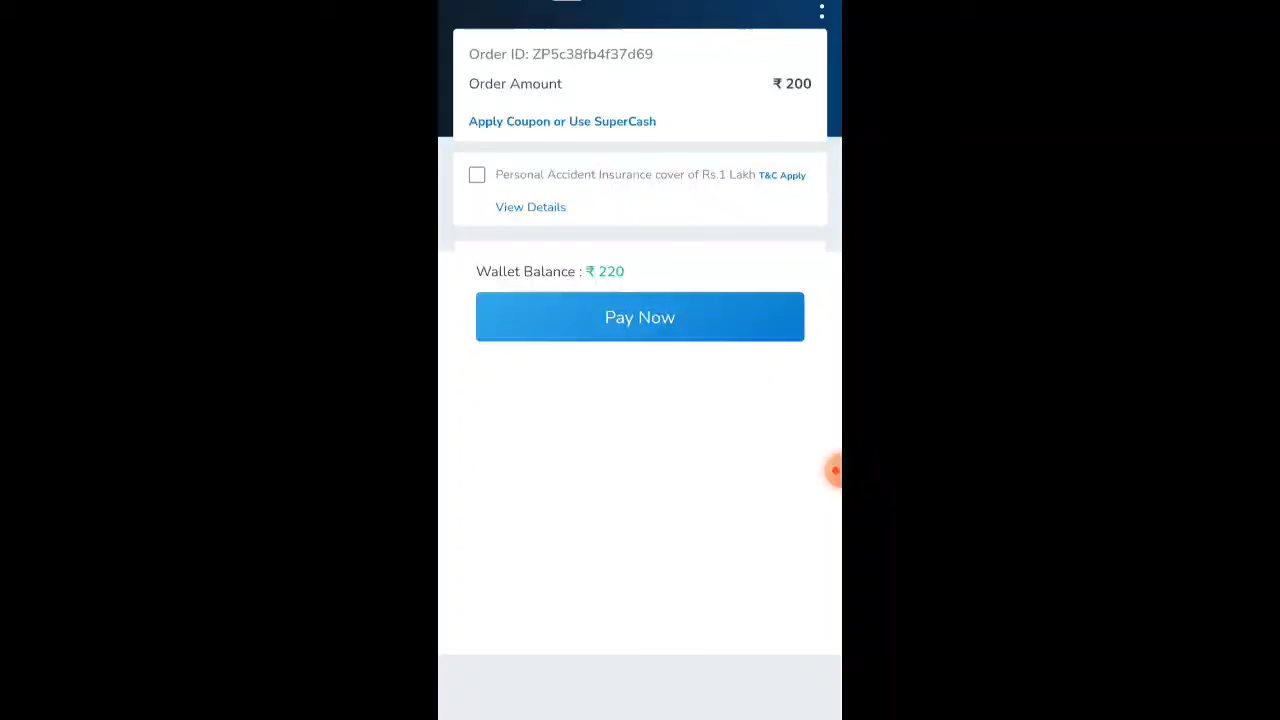 Order ID: ZP5c38fb4f37d69
Order Amount ₹ 200
Apply Coupon or Use SuperCash
Personal Accident Insurance cover of Rs.1 Lakh T&C Apply
View Details
Wallet Balance : ₹ 220
Pay Now